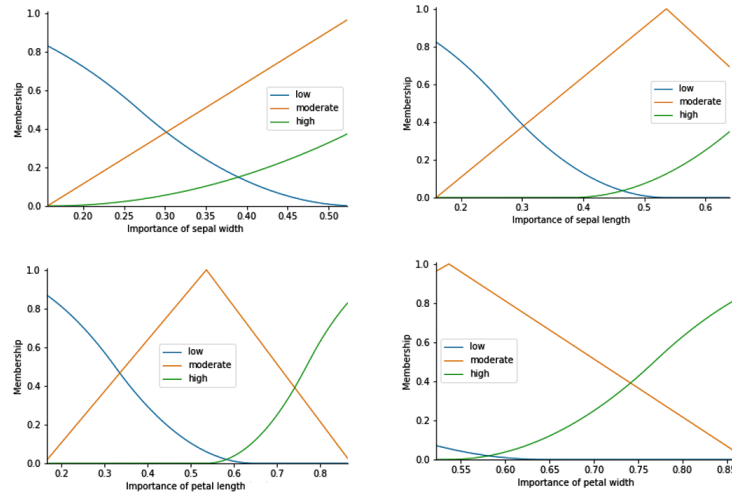 1.0
0.8
0.6
0.4
0.2
0.0
Membership
low
moderate
high
0.20 0.25 0.30 0.35 0.40 0.45 0.50
Importance of sepal width
1.0
0.8
0.6
0.4
0.2
0.0
Membership
low
moderate
high
0.2 0.3 0.4 0.5 0.6
Importance of sepal length
1.0
0.8
0.6
0.4
0.2
0.0
Membership
low
moderate
high
0.2 0.3 0.4 0.5 0.6 0.7 0.8
Importance of petal length
1.0
0.8
0.6
0.4
0.2
0.0
Membership
low
moderate
high
0.55 0.60 0.65 0.70 0.75 0.80 0.85
Importance of petal width